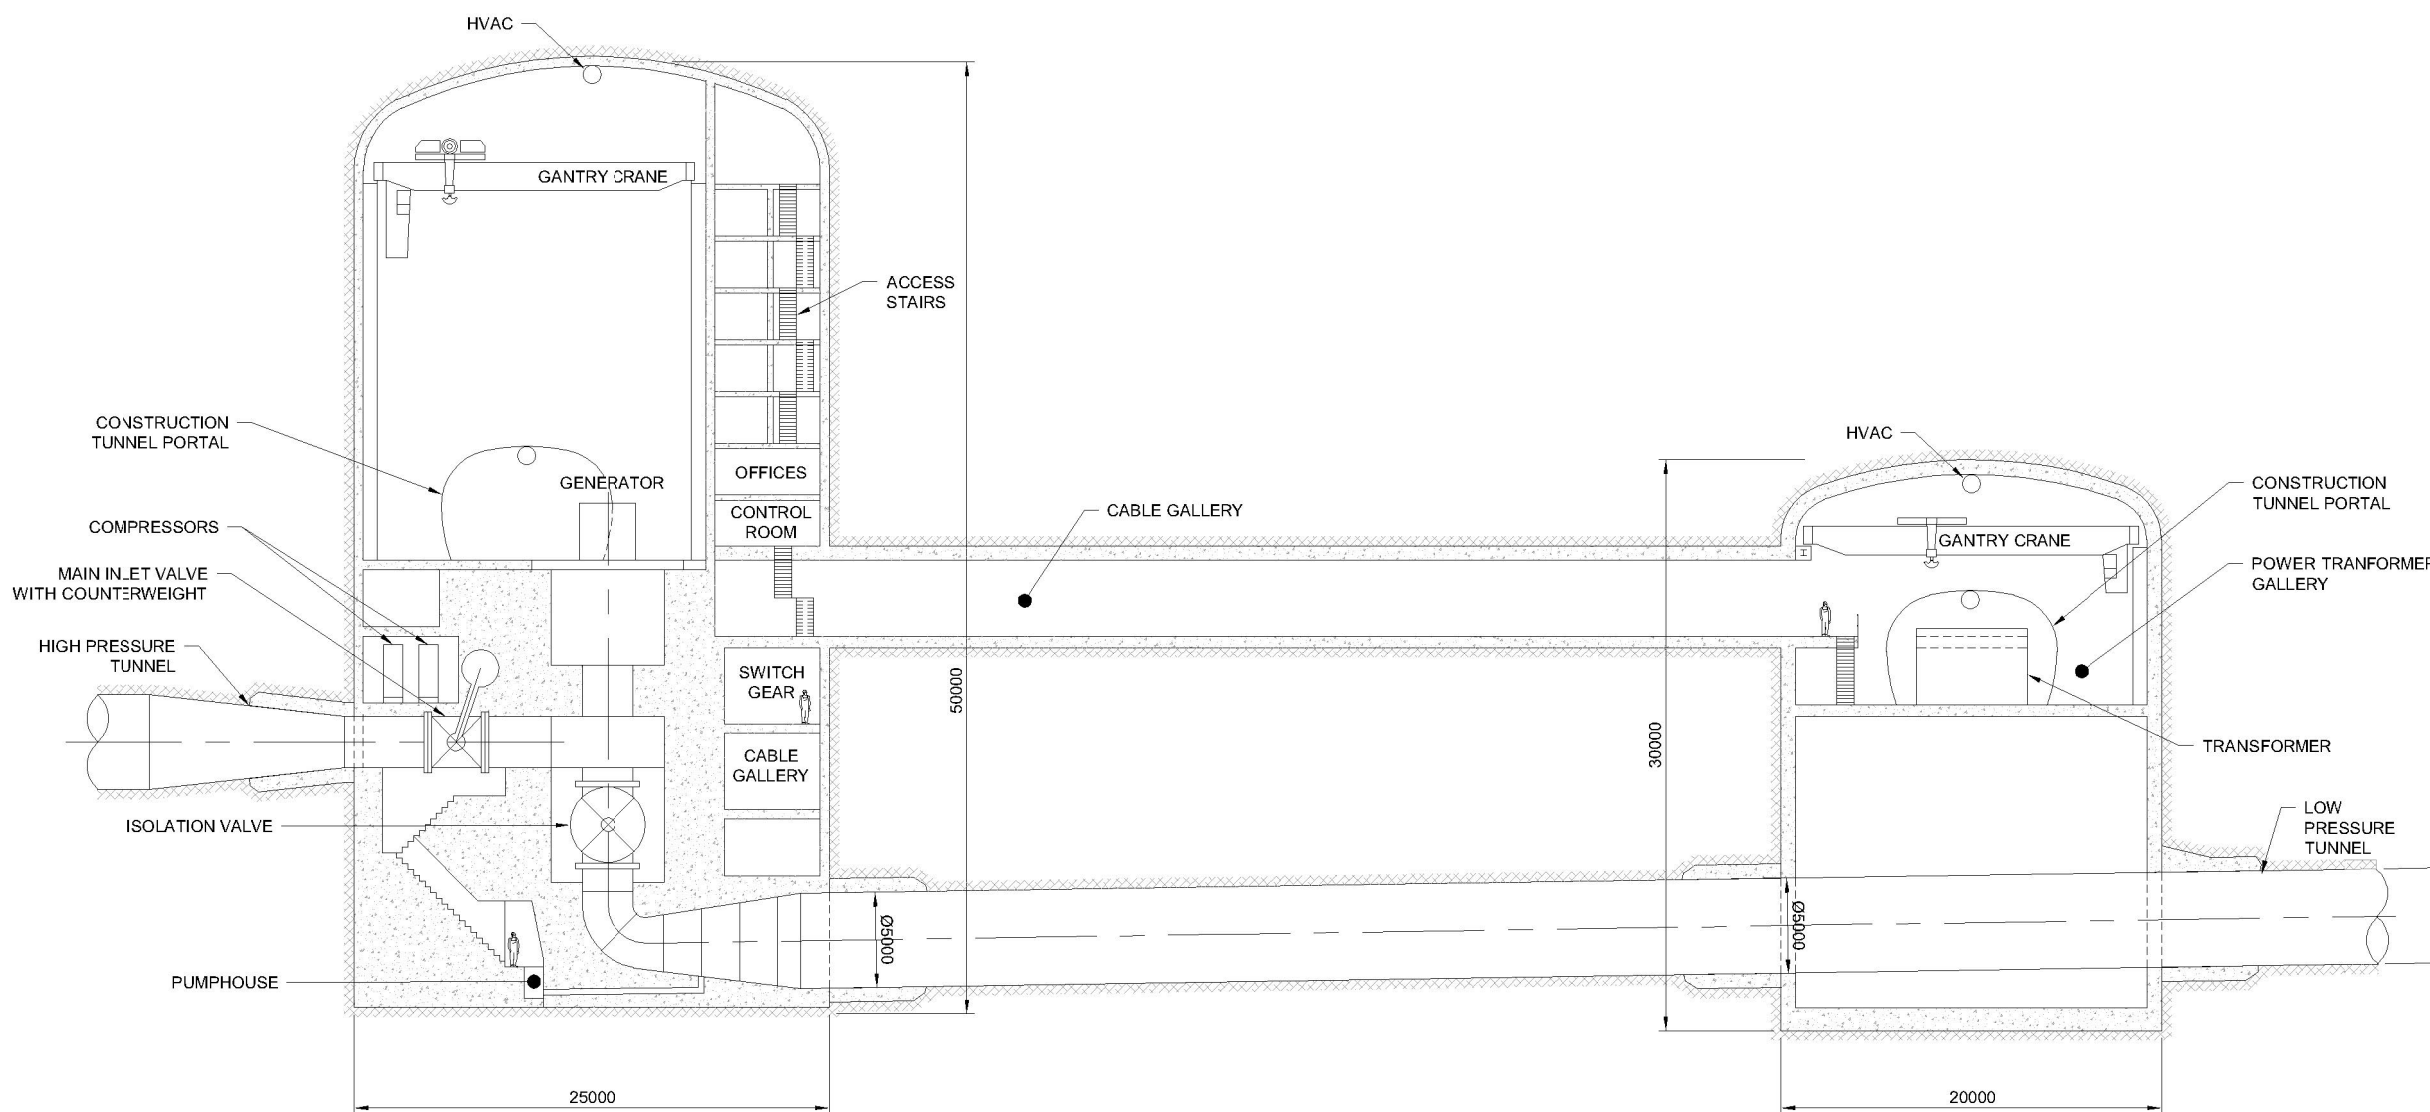 HVAC
GANTRY CRANE
ACCESS
STAIRS
CONSTRUCTION
TUNNEL PORTAL
GENERATOR
OFFICES
CONTROL
ROOM
COMPRESSORS
MAIN INLET VALVE
WITH COUNTERWEIGHT
HIGH PRESSURE
TUNNEL
SWITCH
GEAR
CABLE
GALLERY
ISOLATION VALVE
PUMPHOUSE
50000
Ø5000
25000
CABLE GALLERY
HVAC
CONSTRUCTION
TUNNEL PORTAL
GANTRY CRANE
POWER TRANFORMER
GALLERY
TRANSFORMER
LOW
PRESSURE
TUNNEL
30000
Ø5000
20000